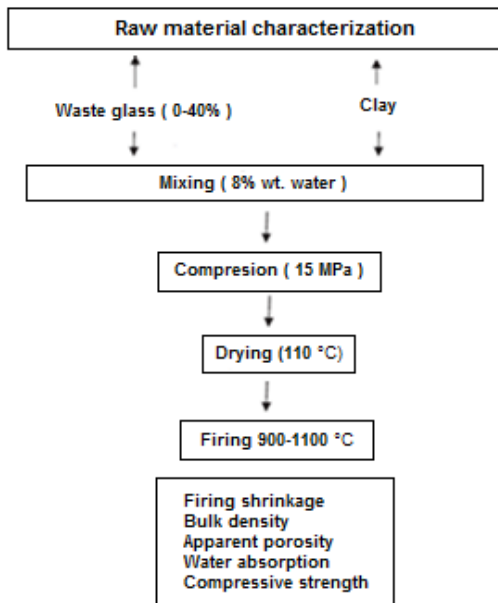 Raw material characterization
Waste glass ( 0-40% )
Clay
Mixing ( 8% wt. water )
Compresion ( 15 MPa )
Drying (110 °C)
Firing 900-1100 °C
Firing shrinkage
Bulk density
Apparent porosity
Water absorption
Compressive strength